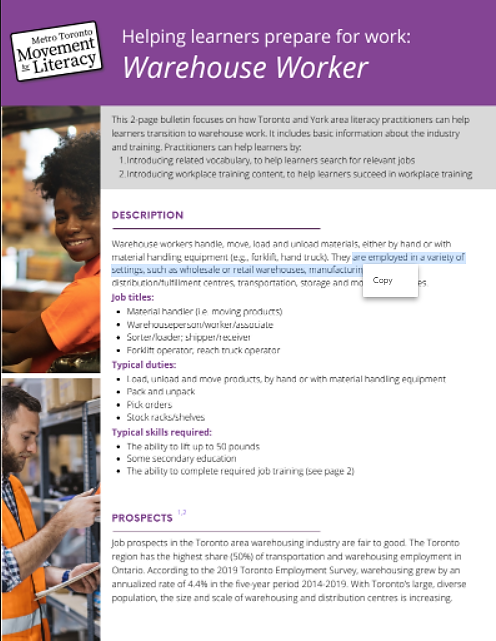 Metro Toronto
Movement
for Literacy
Helping learners prepare for work:
Warehouse Worker
This 2-page bulletin focuses on how Toronto and York area literacy practitioners can help
learners transition to warehouse work. It includes basic information about the industry
and training. Practitioners can help learners by:
1. Introducing related vocabulary, to help learners search for relevant jobs
2. Introducing workplace training content, to help learners succeed in workplace training
DESCRIPTION
Warehouse workers handle, move, load and unload materials, either by hand or with
material handling equipment (e.g., forklift, hand truck). They are employed in a variety of
settings, such as wholesale or retail warehouses, manufacturin
Copy
distribution/fulfillment centres, transportation, storage and mo es.
Job titles:
Material handler (i.e. moving products)
Warehouseperson/worker/associate
Sorter/loader; shipper/receiver
Forklift operator; reach truck operator
Typical duties:
Load, unload and move products, by hand or with material handling equipment
Pack and unpack
Pick orders
Stock racks/shelves
Typical skills required:
The ability to lift up to 50 pounds
Some secondary education
The ability to complete required job training (see page 2)
PROSPECTS 1,2
Job prospects in the Toronto area warehousing industry are fair to good. The Toronto
region has the highest share (50%) of transportation and warehousing employment in
Ontario. According to the 2019 Toronto Employment Survey, warehousing grew by an
annualized rate of 4.4% in the five-year period 2014-2019. With Toronto's large, diverse
population, the size and scale of warehousing and distribution centres is increasing.